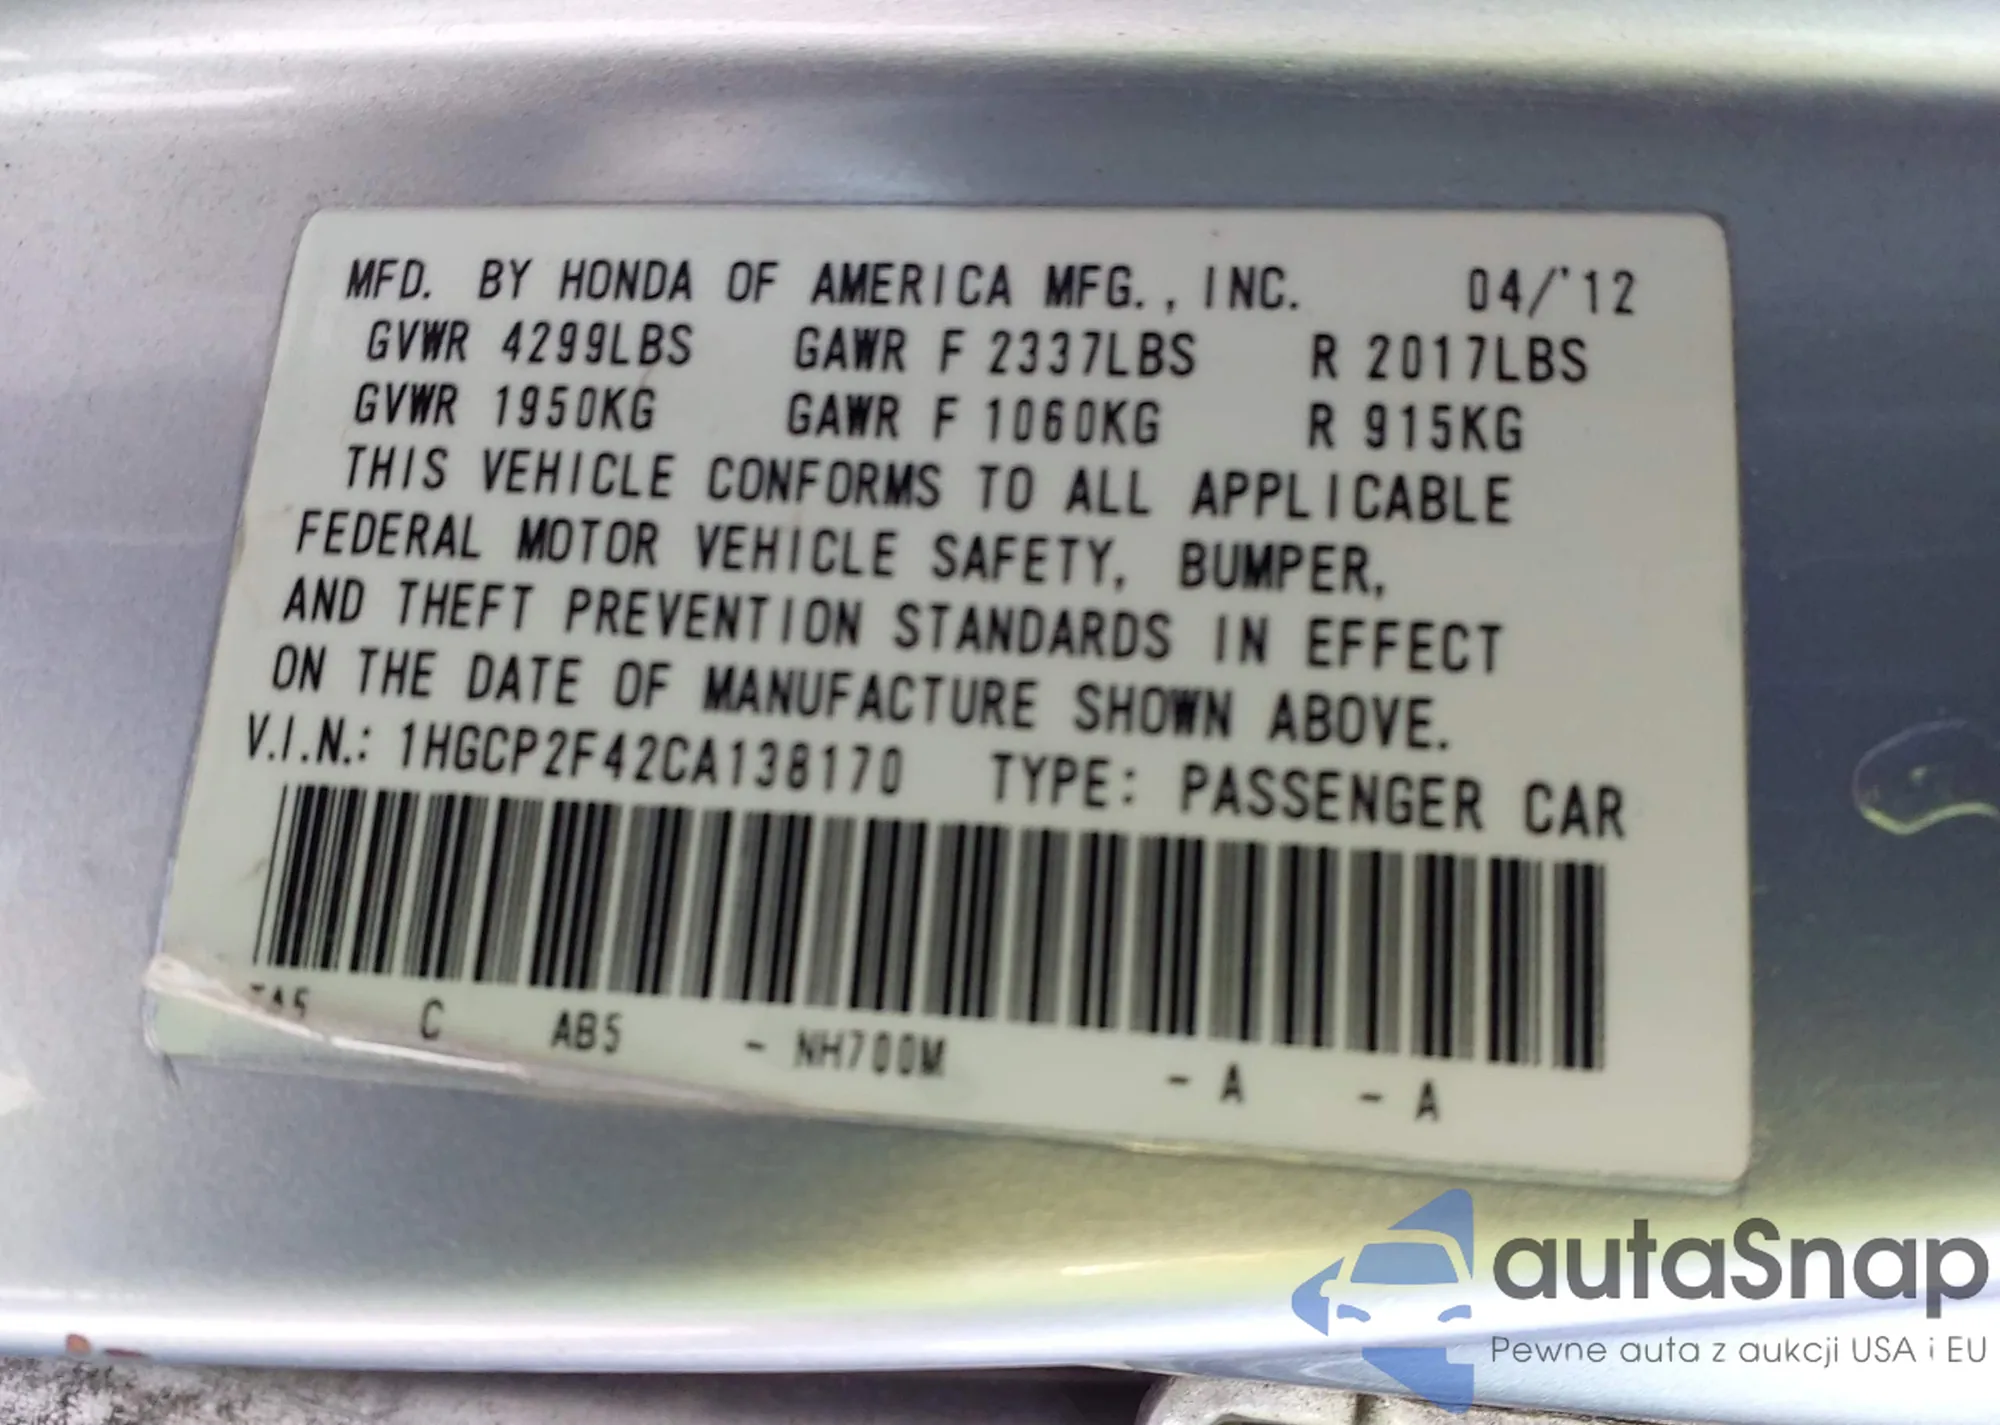 MFD. BY HONDA OF AMERICA MFG., INC. 04/'12
GVWR 4299LBS GAWR F 2337LBS R 2017LBS
GVWR 1950KG GAWR F 1060KG R 915KG
THIS VEHICLE CONFORMS TO ALL APPLICABLE
FEDERAL MOTOR VEHICLE SAFETY, BUMPER,
AND THEFT PREVENTION STANDARDS IN EFFECT
ON THE DATE OF MANUFACTURE SHOWN ABOVE.
V.I.N.: 1HGCP2F42CA138170 TYPE: PASSENGER CAR
C AB5 - NH700M - A - A
autaSnap
Pewne auta z aukcji USA i EU